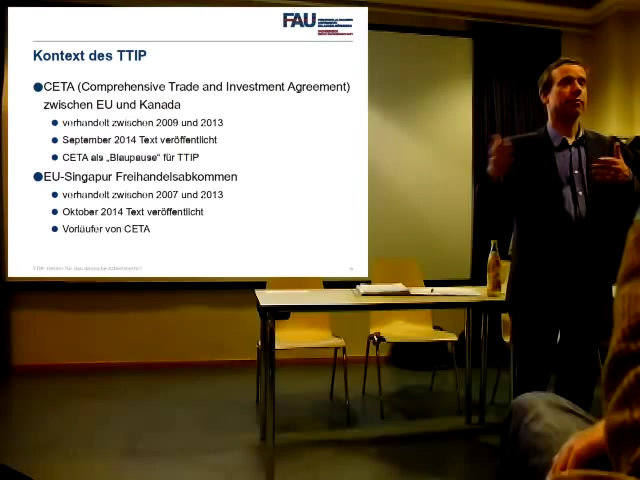 FAU
Kontext des TTIP
CETA (Comprehensive Trade and Investment Agreement)
zwischen EU und Kanada
verhandelt zwischen 2009 und 2013
September 2014 Text veröffentlicht
CETA als „Blaupause“ für TTIP
EU-Singapur Freihandelsabkommen
verhandelt zwischen 2007 und 2013
Oktober 2014 Text veröffentlicht
Vorläufer von CETA